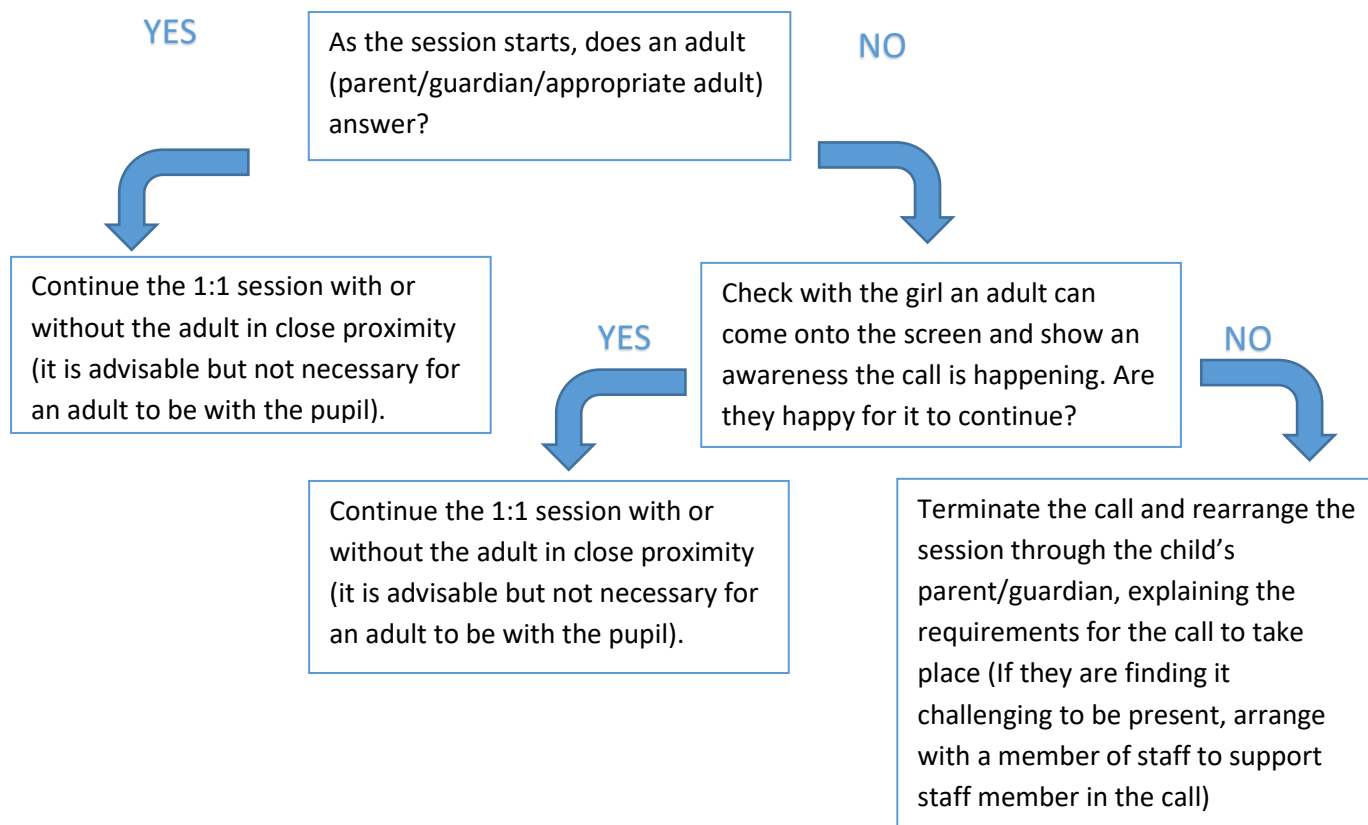 YES
As the session starts, does an adult
(parent/guardian/appropriate adult)
answer?
NO
Continue the 1:1 session with or
without the adult in close proximity
(it is advisable but not necessary for
an adult to be with the pupil).
YES
Check with the girl an adult can
come onto the screen and show an
awareness the call is happening. Are
they happy for it to continue?
NO
Continue the 1:1 session with or
without the adult in close proximity
(it is advisable but not necessary for
an adult to be with the pupil).
Terminate the call and rearrange the
session through the child’s
parent/guardian, explaining the
requirements for the call to take
place (If they are finding it
challenging to be present, arrange
with a member of staff to support
staff member in the call)